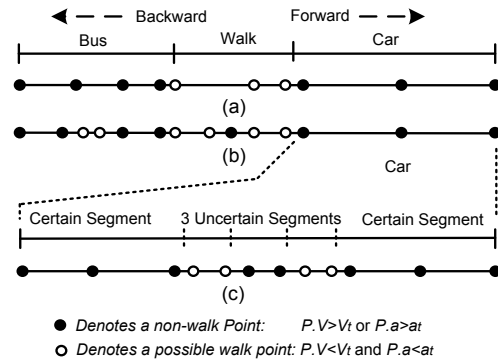 Backward Forward
Bus Walk Car
(a)
(b)
Car
Certain Segment 3 Uncertain Segments Certain Segment
(c)
Denotes a non-walk Point: P.V>Vt or P.a>at
Denotes a possible walk point: P.V<Vt and P.a<at